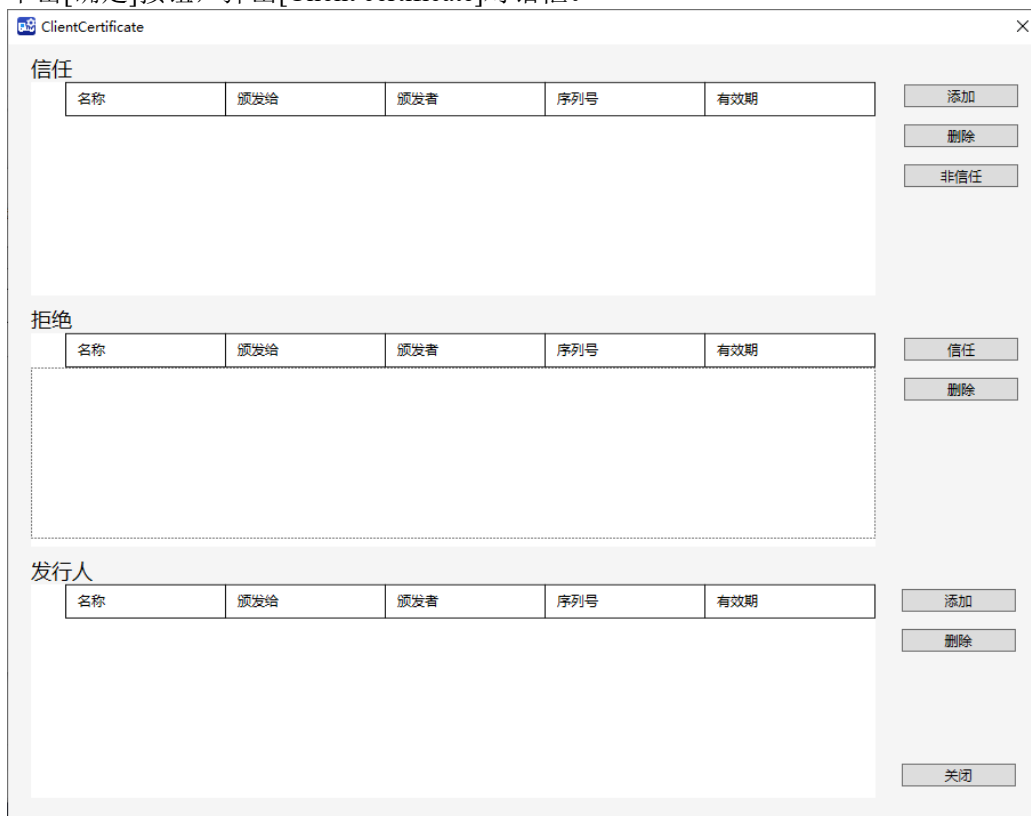 ClientCertificate
信任
名称 颁发给 颁发者 序列号 有效期
添加
删除
非信任
拒绝
名称 颁发给 颁发者 序列号 有效期
信任
删除
发行人
名称 颁发给 颁发者 序列号 有效期
添加
删除
关闭